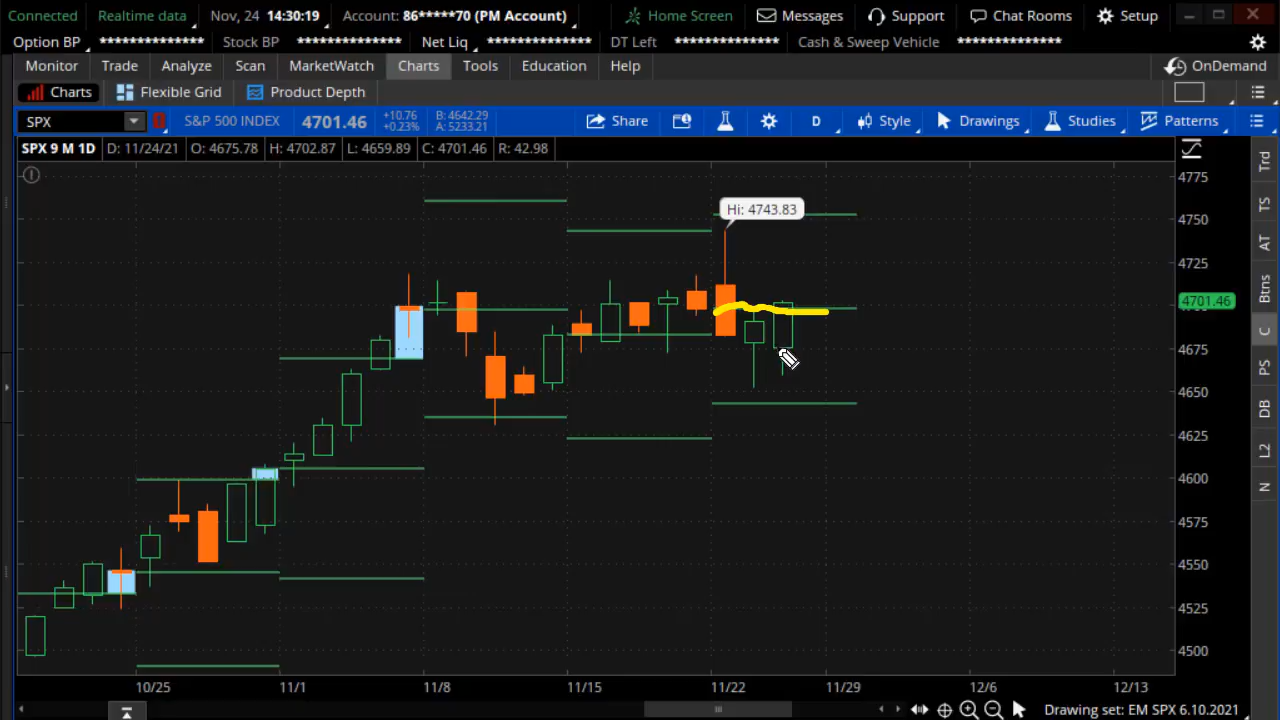 Connected Realtime data Nov, 24 14:30:19 Account: 86*****70 (PM Account) Home Screen Messages Support Chat Rooms Setup
Option BP ************** Stock BP ************** Net Liq ************** DT Left ************** Cash & Sweep Vehicle **************
Monitor Trade Analyze Scan MarketWatch Charts Tools Education Help OnDemand
Charts Flexible Grid Product Depth
SPX S&P 500 INDEX 4701.46 +10.76 B: 4642.29 Share D Style Drawings Studies Patterns
+0.23% A: 5233.21
SPX 9 M 1D D: 11/24/21 O: 4675.78 H: 4702.87 L: 4659.89 C: 4701.46 R: 42.98
Trd
TS
AT
Btns
C
PS
DB
L2
N
Hi: 4743.83
4775
4750
4725
4701.46
4675
4650
4625
4600
4575
4550
4525
4500
10/25 11/1 11/8 11/15 11/22 11/29 12/6 12/13
Drawing set: EM SPX 6.10.2021